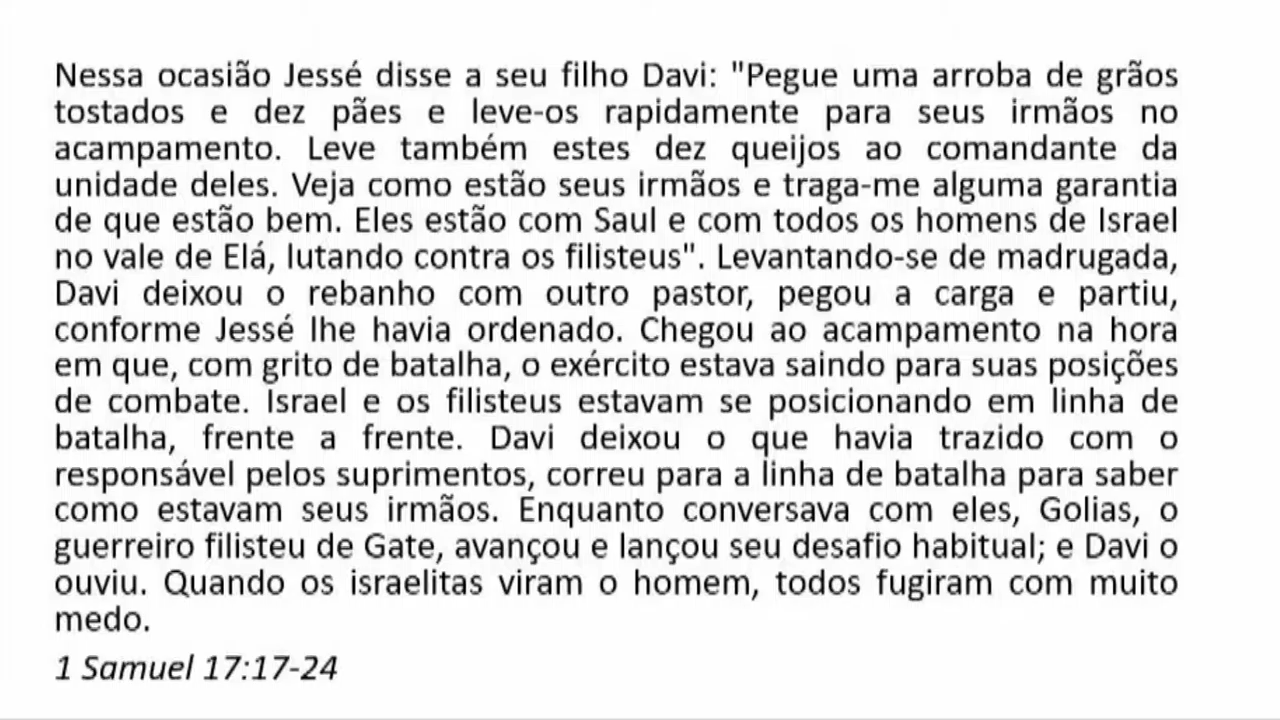 Nessa ocasião Jessé disse a seu filho Davi: "Pegue uma arroba de grãos
tostados e dez pães e leve-os rapidamente para seus irmãos no
acampamento. Leve também estes dez queijos ao comandante da
unidade deles. Veja como estão seus irmãos e traga-me alguma garantia
de que estão bem. Eles estão com Saul e com todos os homens de Israel
no vale de Elá, lutando contra os filisteus". Levantando-se de madrugada,
Davi deixou o rebanho com outro pastor, pegou a carga e partiu,
conforme Jessé lhe havia ordenado. Chegou ao acampamento na hora
em que, com grito de batalha, o exército estava saindo para suas posições
de combate. Israel e os filisteus estavam se posicionando em linha de
batalha, frente a frente. Davi deixou o que havia trazido com o
responsável pelos suprimentos, correu para a linha de batalha para saber
como estavam seus irmãos. Enquanto conversava com eles, Golias, o
guerreiro filisteu de Gate, avançou e lançou seu desafio habitual; e Davi o
ouviu. Quando os israelitas viram o homem, todos fugiram com muito
medo.
1 Samuel 17:17-24